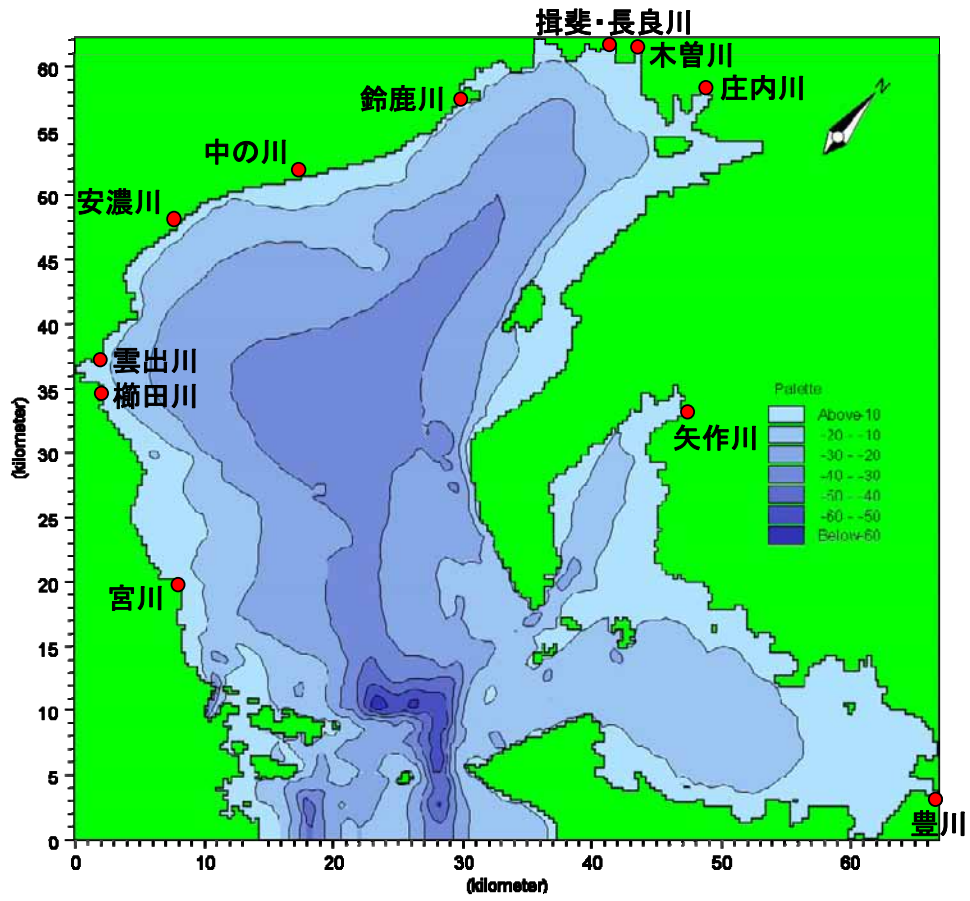 揖斐・長良川
木曽川
庄内川
鈴鹿川
中の川
安濃川
雲出川
櫛田川
矢作川
宮川
豊川
N
Palette
Above-10
-20 - -10
-30 - -20
-40 - -30
-50 - -40
-60 - -50
Below-60
60
55
50
45
40
35
30
25
20
15
10
5
0
(kilometer)
0 10 20 30 40 50 60
(kilometer)